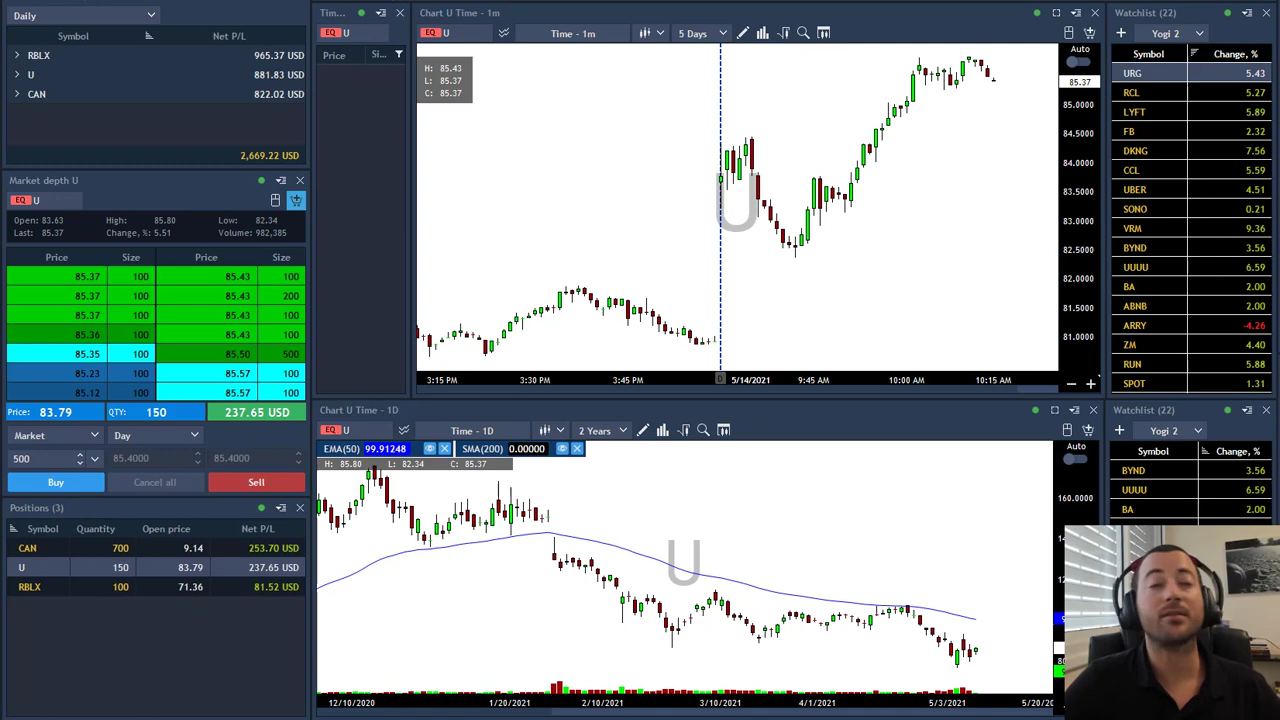 Daily
Symbol Net P/L
RBLX 965.37 USD
U 881.83 USD
CAN 822.02 USD
2,669.22 USD
Market depth U
EQ U
Open: 83.63 High: 85.80 Low: 82.34
Last: 85.37 Change, %: 5.51 Volume: 982,385
Price Size Price Size
85.37 100 85.43 100
85.37 100 85.43 200
85.37 100 85.43 100
85.36 100 85.43 100
85.35 100 85.50 500
85.23 100 85.57 100
85.12 100 85.57 100
Price: 83.79 QTY: 150 237.65 USD
Market Day
500 85.4000 85.4000
Buy Cancel all Sell
Positions (3)
Symbol Quantity Open price Net P/L
CAN 700 9.14 253.70 USD
U 150 83.79 237.65 USD
RBLX 100 71.36 81.52 USD
Tim...
EQ U
Price Si...
Chart U Time - 1m
EQ U Time - 1m 5 Days
H: 85.43
L: 85.37
C: 85.37
U
Auto
85.37
85.0000
84.5000
84.0000
83.5000
83.0000
82.5000
82.0000
81.5000
81.0000
3:15 PM 3:30 PM 3:45 PM D 5/14/2021 9:45 AM 10:00 AM 10:15 AM
Chart U Time - 1D
EQ U Time - 1D 2 Years
EMA(50) 99.91248 SMA(200) 0.00000
H: 85.80 L: 82.34 C: 85.37
U
Auto
160.0000
12/10/2020 1/20/2021 2/10/2021 3/10/2021 4/1/2021 5/3/2021 5/20/20
Watchlist (22)
Yogi 2
Symbol Change, %
URG 5.43
RCL 5.27
LYFT 5.89
FB 2.32
DKNG 7.56
CCL 5.59
UBER 4.51
SONO 0.21
VRM 9.36
BYND 3.56
UUUU 6.59
BA 2.00
ABNB 2.00
ARRY -4.26
ZM 4.40
RUN 5.88
SPOT 1.31
Watchlist (22)
Yogi 2
Symbol Change, %
BYND 3.56
UUUU 6.59
BA 2.00